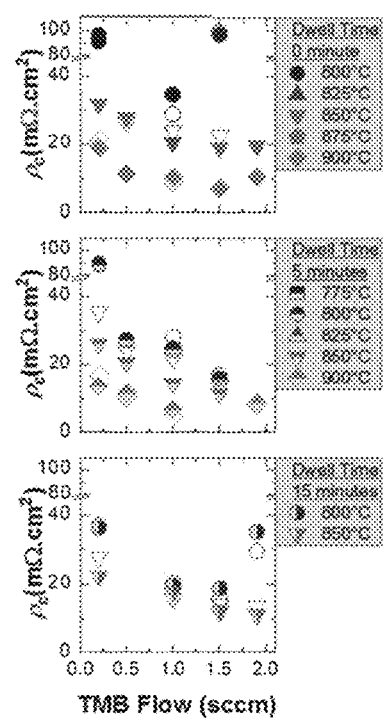 100
80
40
20
0
ρc(mΩ.cm²)
Dwell Time
0 minute
800°C
825°C
850°C
875°C
900°C
100
80
40
20
0
ρc(mΩ.cm²)
Dwell Time
5 minutes
775°C
800°C
825°C
850°C
900°C
100
80
40
20
0
ρc(mΩ.cm²)
Dwell Time
15 minutes
800°C
850°C
0.0 0.5 1.0 1.5 2.0
TMB Flow (sccm)